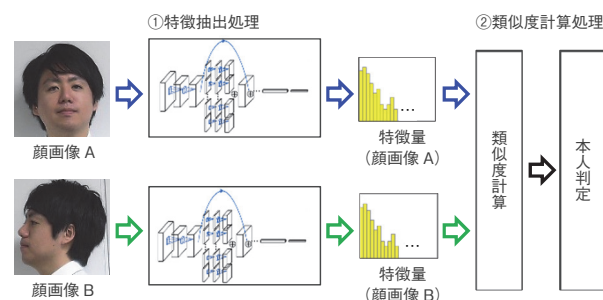 ①特徴抽出処理
②類似度計算処理
顔画像 A
…
特徴量
（顔画像 A）
類似度計算
本人判定
顔画像 B
…
特徴量
（顔画像 B）